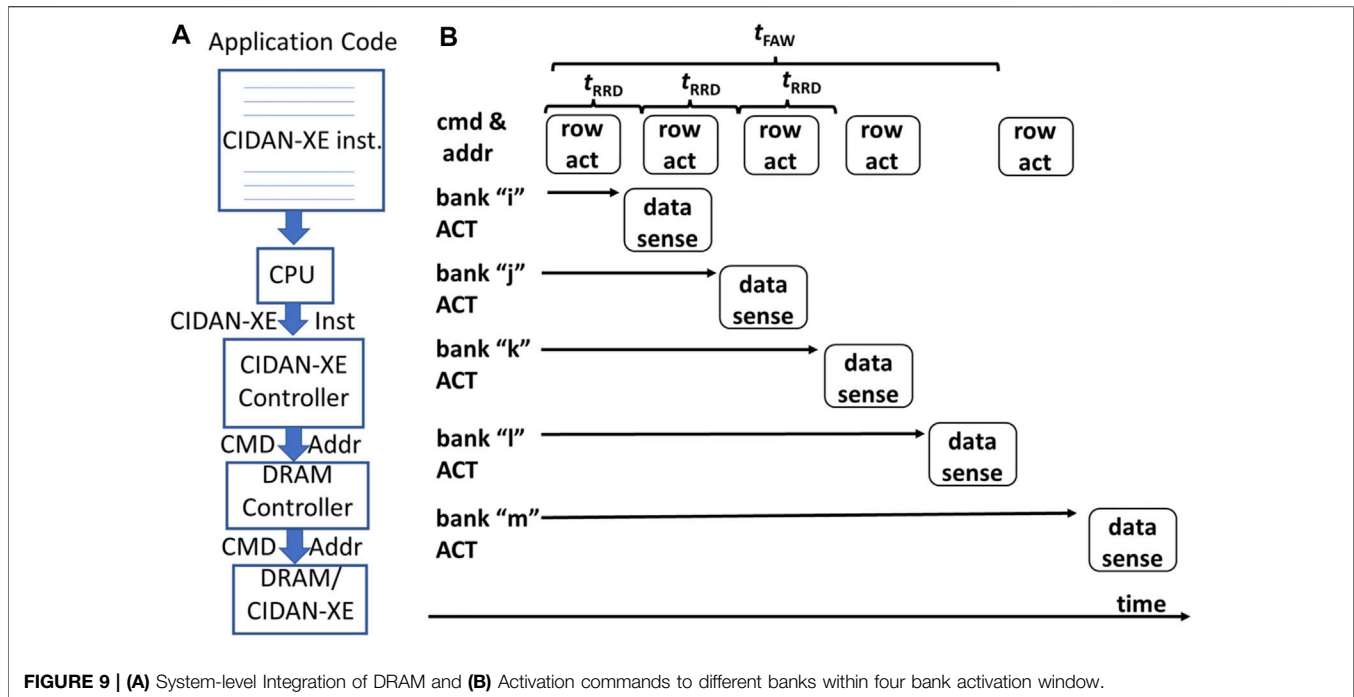 A
Application Code
CIDAN-XE inst.
CPU
CIDAN-XE Inst
CIDAN-XE
Controller
CMD Addr
DRAM
Controller
CMD Addr
DRAM/
CIDAN-XE
B
tFAW
tRRD tRRD tRRD
cmd &
addr
row
act
row
act
row
act
row
act
row
act
bank “i”
ACT
data
sense
bank “j”
ACT
data
sense
bank “k”
ACT
data
sense
bank “l”
ACT
data
sense
bank “m”
ACT
data
sense
time
FIGURE 9 | (A) System-level Integration of DRAM and (B) Activation commands to different banks within four bank activation window.